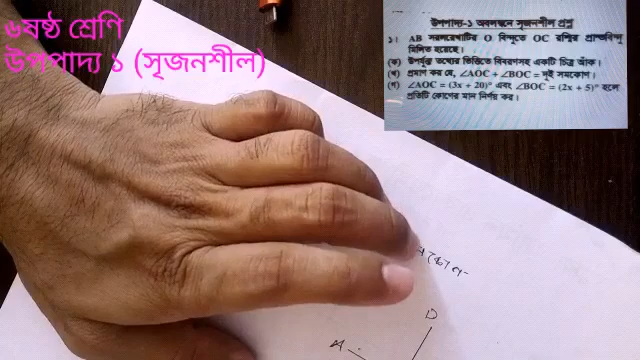 ৬ষষ্ঠ শ্রেণি
উপপাদ্য ১ (সৃজনশীল)
উপপাদ্য-১ অবলম্বনে সৃজনশীল প্রশ্ন
১। AB সরলরেখাটির O বিন্দুতে OC রশ্মির প্রান্তবিন্দু
মিলিত হয়েছে।
(ক) উপর্যুক্ত তথ্যের ভিত্তিতে বিবরণসহ একটি চিত্র আঁক।
(খ) প্রমাণ কর যে, ∠AOC + ∠BOC = দুই সমকোণ।
(গ) ∠AOC = (3x + 20)° এবং ∠BOC = (2x + 5)° হলে
প্রতিটি কোণের মান নির্ণয় কর।
D
A